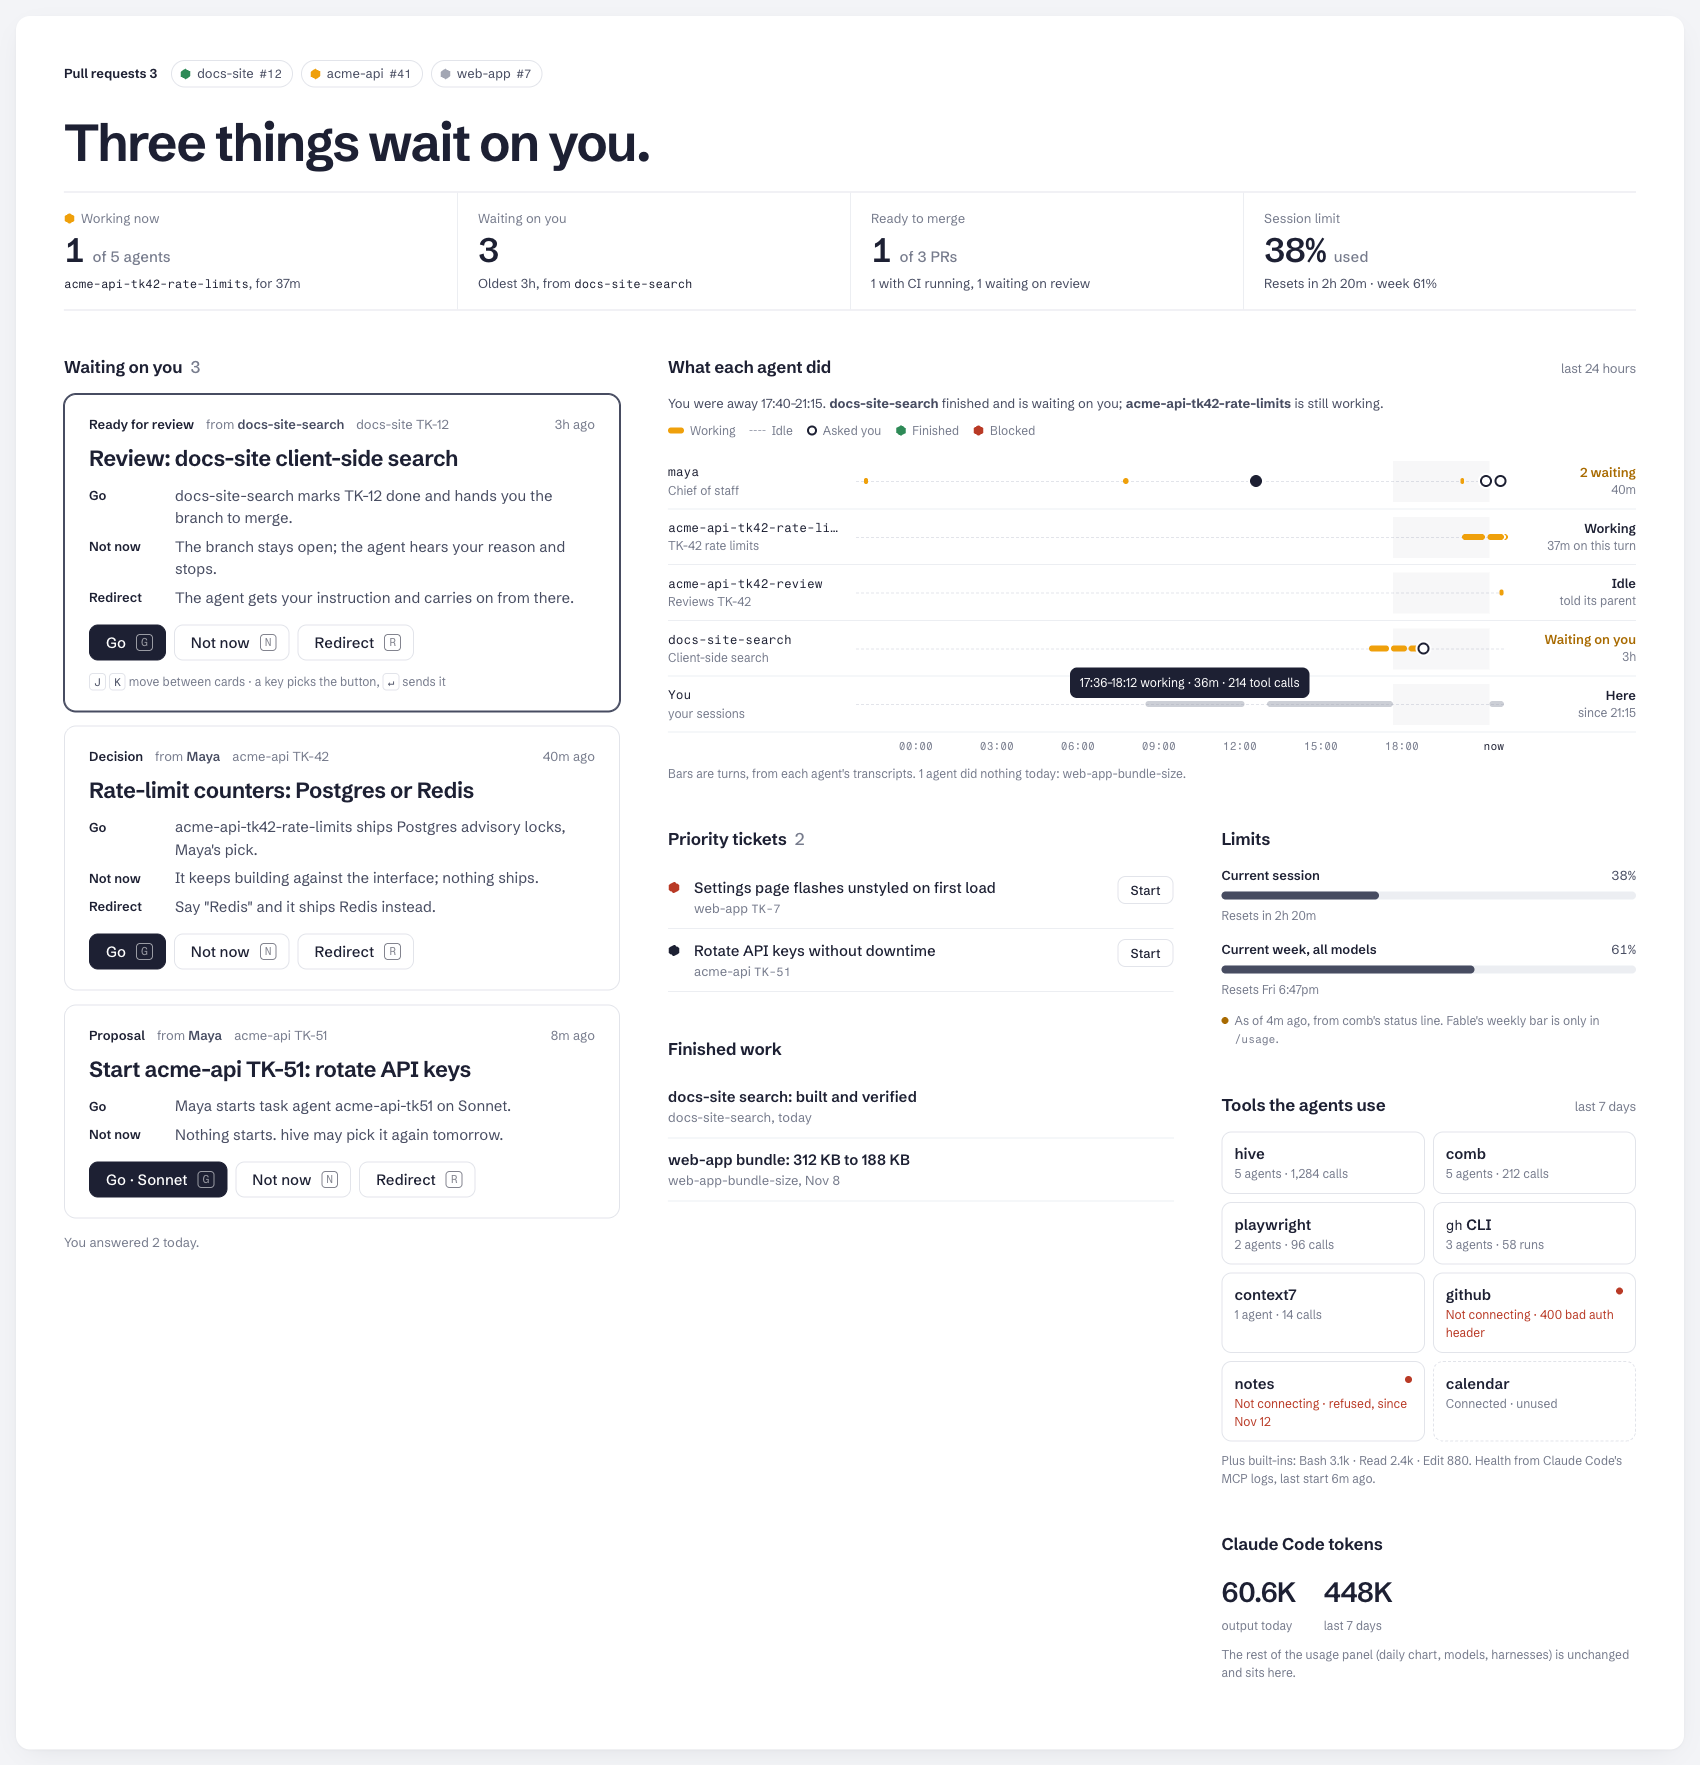 Pull requests 3 docs-site #12 acme-api #41 web-app #7
Three things wait on you.
Working now
1 of 5 agents
acme-api-tk42-rate-limits, for 37m
Waiting on you
3
Oldest 3h, from docs-site-search
Ready to merge
1 of 3 PRs
1 with CI running, 1 waiting on review
Session limit
38% used
Resets in 2h 20m · week 61%
Waiting on you 3
Ready for review from docs-site-search docs-site TK-12 3h ago
Review: docs-site client-side search
Go docs-site-search marks TK-12 done and hands you the
branch to merge.
Not now The branch stays open; the agent hears your reason and
stops.
Redirect The agent gets your instruction and carries on from there.
Go G Not now N Redirect R
J K move between cards · a key picks the button, ↵ sends it
Decision from Maya acme-api TK-42 40m ago
Rate-limit counters: Postgres or Redis
Go acme-api-tk42-rate-limits ships Postgres advisory locks,
Maya's pick.
Not now It keeps building against the interface; nothing ships.
Redirect Say "Redis" and it ships Redis instead.
Go G Not now N Redirect R
Proposal from Maya acme-api TK-51 8m ago
Start acme-api TK-51: rotate API keys
Go Maya starts task agent acme-api-tk51 on Sonnet.
Not now Nothing starts. hive may pick it again tomorrow.
Go · Sonnet G Not now N Redirect R
You answered 2 today.
What each agent did last 24 hours
You were away 17:40–21:15. docs-site-search finished and is waiting on you; acme-api-tk42-rate-limits is still working.
Working Idle Asked you Finished Blocked
maya 2 waiting
Chief of staff 40m
acme-api-tk42-rate-li… Working
TK-42 rate limits 37m on this turn
acme-api-tk42-review Idle
Reviews TK-42 told its parent
docs-site-search Waiting on you
Client-side search 3h
17:36–18:12 working · 36m · 214 tool calls
You Here
your sessions since 21:15
00:00 03:00 06:00 09:00 12:00 15:00 18:00 now
Bars are turns, from each agent's transcripts. 1 agent did nothing today: web-app-bundle-size.
Priority tickets 2
Settings page flashes unstyled on first load Start
web-app TK-7
Rotate API keys without downtime Start
acme-api TK-51
Finished work
docs-site search: built and verified
docs-site-search, today
web-app bundle: 312 KB to 188 KB
web-app-bundle-size, Nov 8
Limits
Current session 38%
Resets in 2h 20m
Current week, all models 61%
Resets Fri 6:47pm
As of 4m ago, from comb's status line. Fable's weekly bar is only in
/usage.
Tools the agents use last 7 days
hive
5 agents · 1,284 calls
comb
5 agents · 212 calls
playwright
2 agents · 96 calls
gh CLI
3 agents · 58 runs
context7
1 agent · 14 calls
github
Not connecting · 400 bad auth
header
notes
Not connecting · refused, since
Nov 12
calendar
Connected · unused
Plus built-ins: Bash 3.1k · Read 2.4k · Edit 880. Health from Claude Code's
MCP logs, last start 6m ago.
Claude Code tokens
60.6K 448K
output today last 7 days
The rest of the usage panel (daily chart, models, harnesses) is unchanged
and sits here.